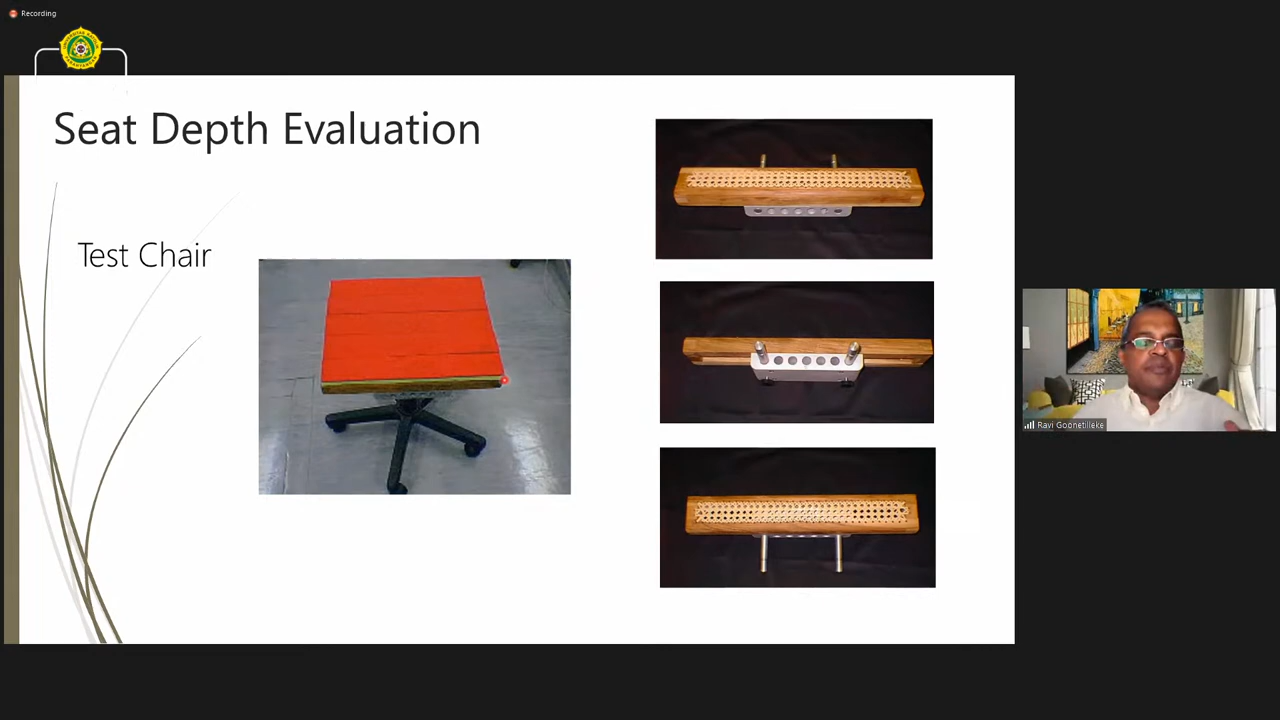 Recording
Seat Depth Evaluation
Test Chair
Ravi Goonetilleke